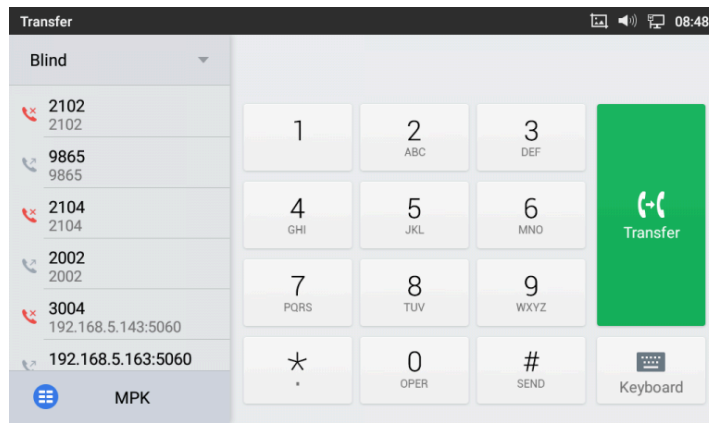 Transfer 08:48
Blind
2102
2102
9865
9865
2104
2104
2002
2002
3004
192.168.5.143:5060
192.168.5.163:5060
MPK
1
2
ABC
3
DEF
4
GHI
5
JKL
6
MNO
7
PQRS
8
TUV
9
WXYZ
*
.
0
OPER
#
SEND
Transfer
Keyboard